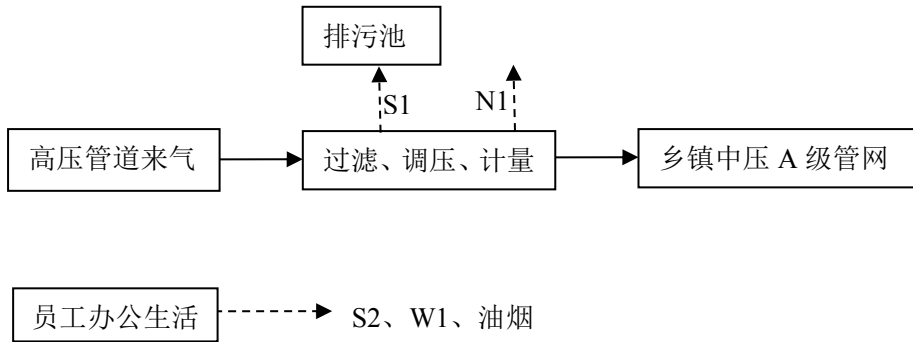 排污池
S1
N1
高压管道来气
过滤、调压、计量
乡镇中压 A 级管网
员工办公生活
S2、W1、油烟